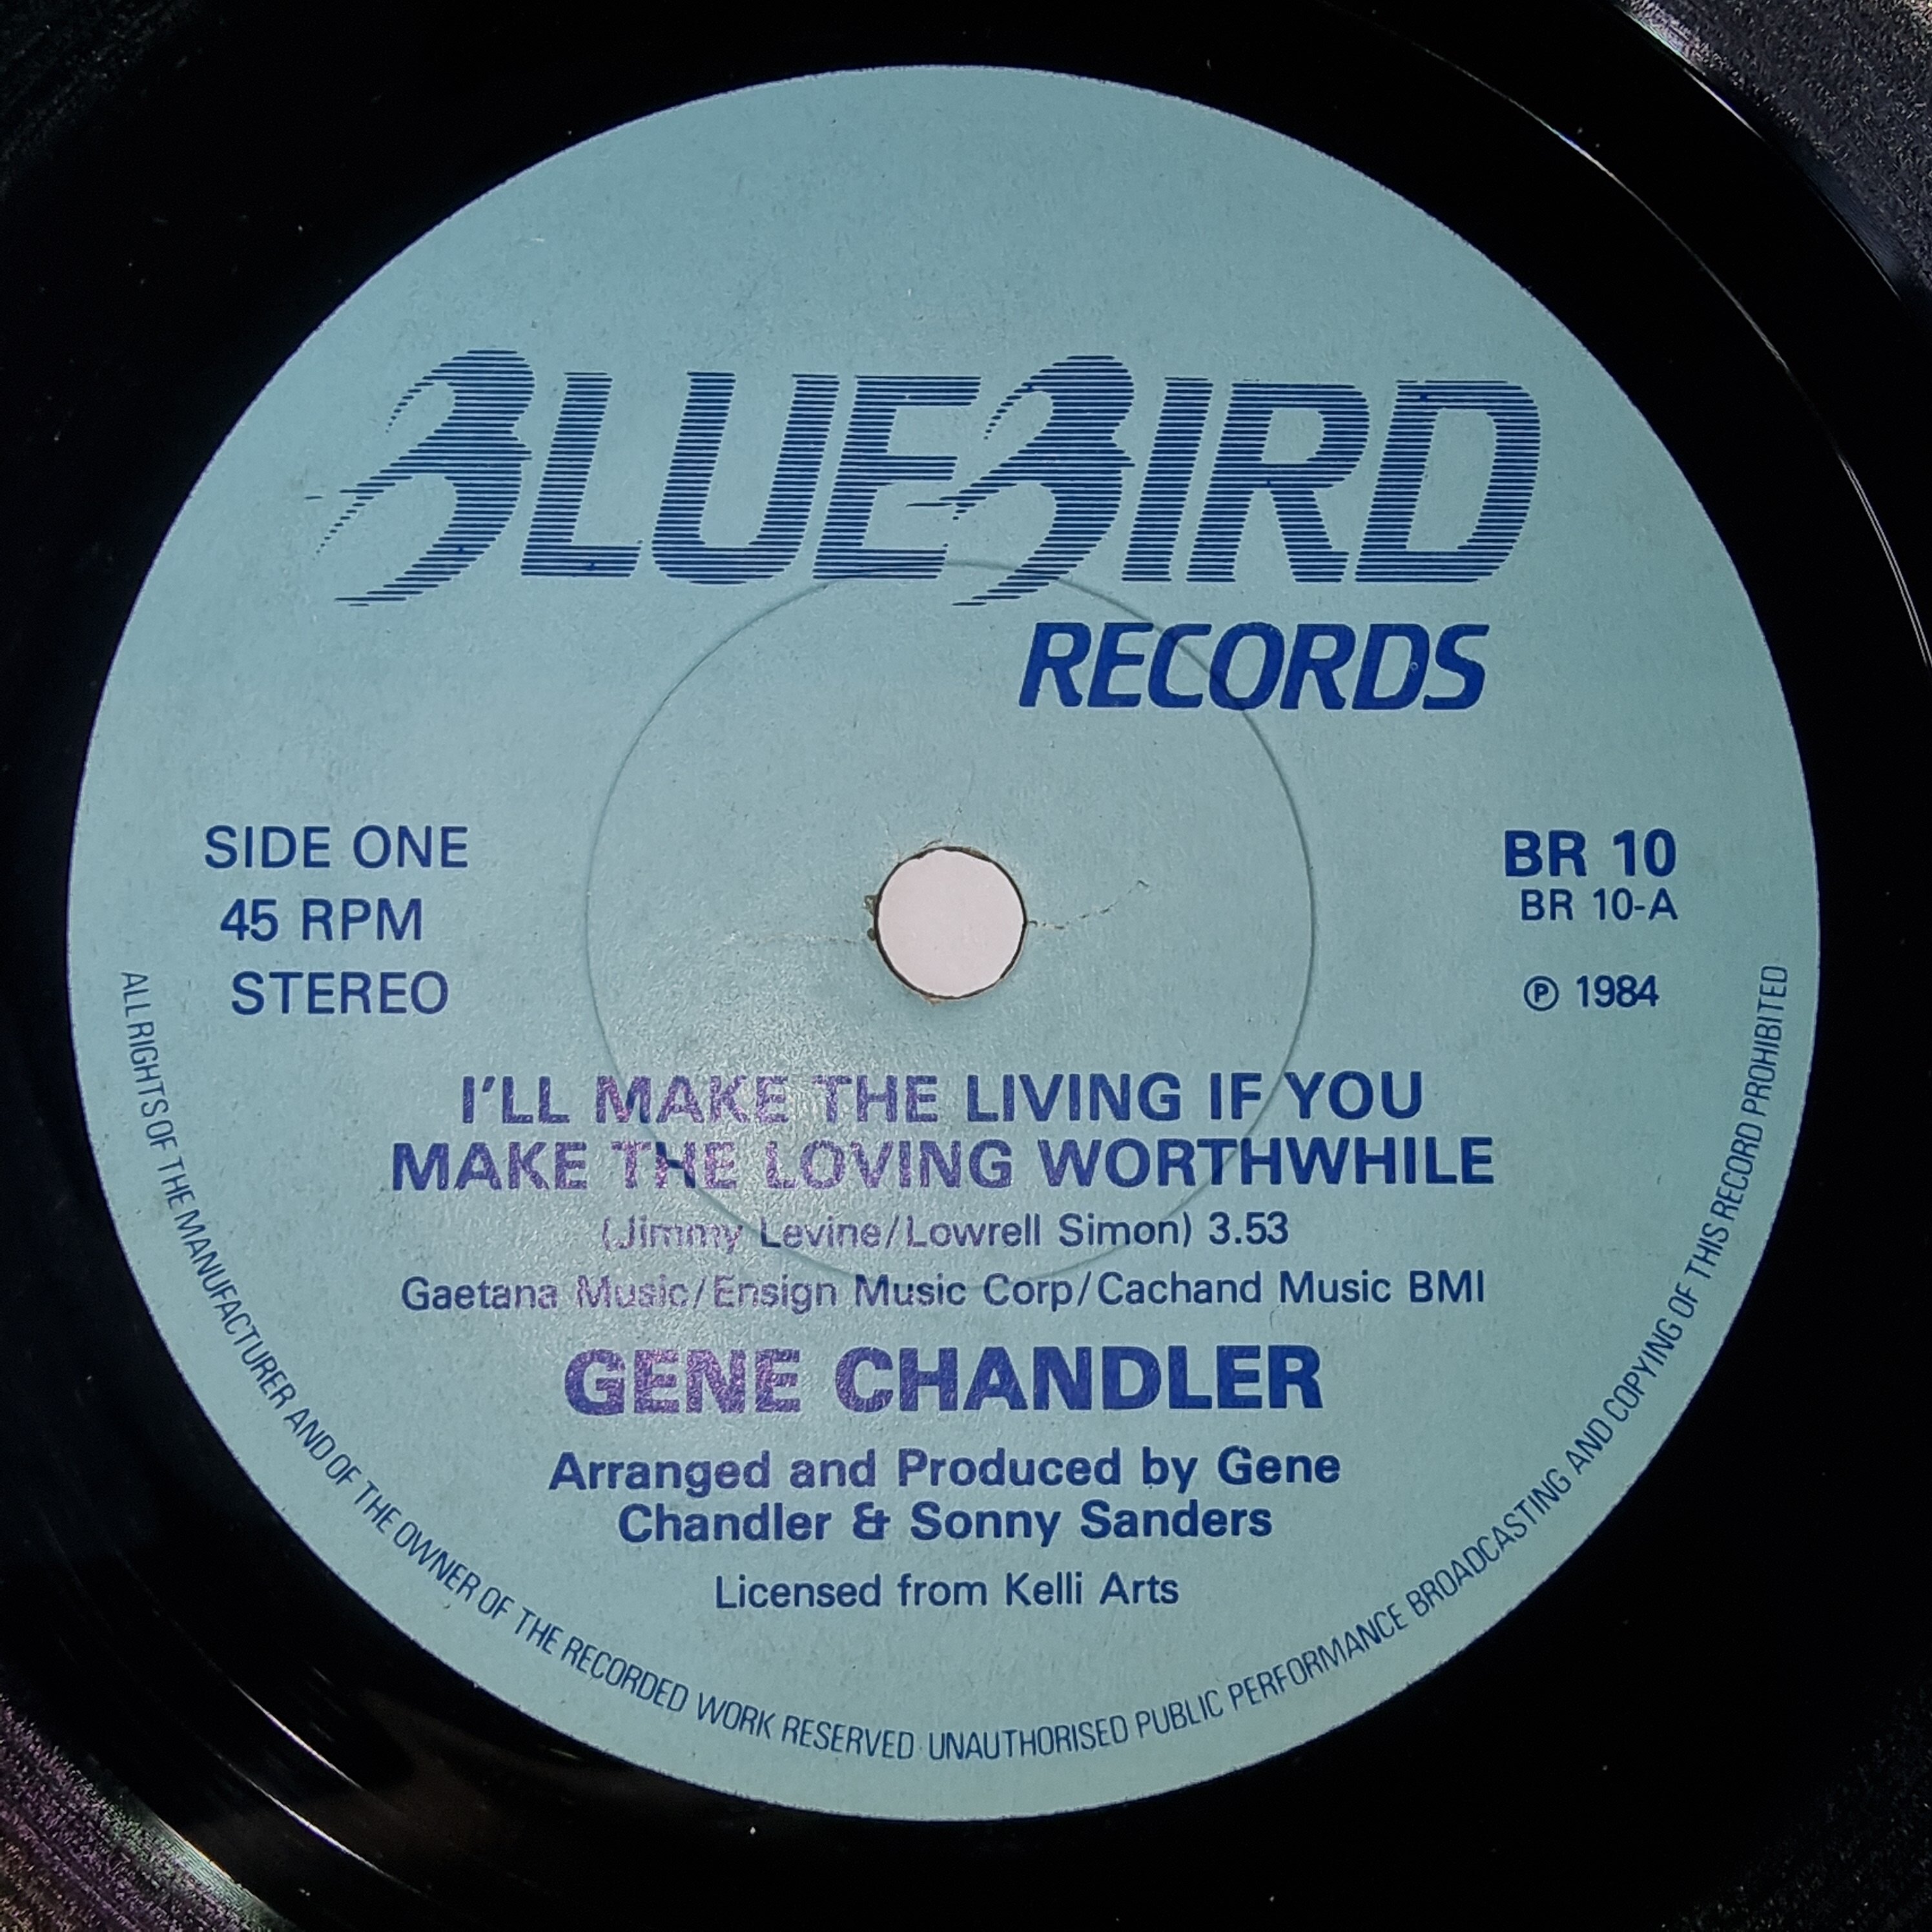 BLUEBIRD
RECORDS
SIDE ONE
45 RPM
STEREO
BR 10
BR 10-A
℗ 1984
I'LL MAKE THE LIVING IF YOU
MAKE THE LOVING WORTHWHILE
(Jimmy Levine/Lowrell Simon) 3.53
Gaetana Music/Ensign Music Corp/Cachand Music BMI
GENE CHANDLER
Arranged and Produced by Gene
Chandler & Sonny Sanders
Licensed from Kelli Arts
ALL RIGHTS OF THE MANUFACTURER AND OF THE OWNER OF THE RECORDED WORK RESERVED · UNAUTHORISED PUBLIC PERFORMANCE BROADCASTING AND COPYING OF THIS RECORD PROHIBITED